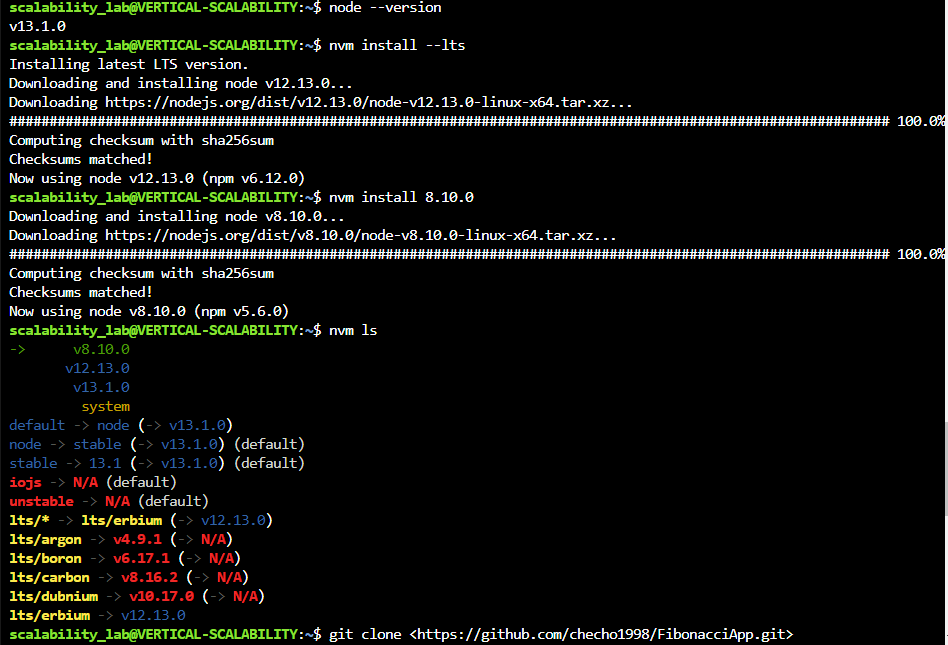 scalability_lab@VERTICAL-SCALABILITY:~$ node --version
v13.1.0
scalability_lab@VERTICAL-SCALABILITY:~$ nvm install --lts
Installing latest LTS version.
Downloading and installing node v12.13.0...
Downloading https://nodejs.org/dist/v12.13.0/node-v12.13.0-linux-x64.tar.xz...
############################################################################################################## 100.0%
Computing checksum with sha256sum
Checksums matched!
Now using node v12.13.0 (npm v6.12.0)
scalability_lab@VERTICAL-SCALABILITY:~$ nvm install 8.10.0
Downloading and installing node v8.10.0...
Downloading https://nodejs.org/dist/v8.10.0/node-v8.10.0-linux-x64.tar.xz...
############################################################################################################## 100.0%
Computing checksum with sha256sum
Checksums matched!
Now using node v8.10.0 (npm v5.6.0)
scalability_lab@VERTICAL-SCALABILITY:~$ nvm ls
->      v8.10.0
       v12.13.0
        v13.1.0
         system
default -> node (-> v13.1.0)
node -> stable (-> v13.1.0) (default)
stable -> 13.1 (-> v13.1.0) (default)
iojs -> N/A (default)
unstable -> N/A (default)
lts/* -> lts/erbium (-> v12.13.0)
lts/argon -> v4.9.1 (-> N/A)
lts/boron -> v6.17.1 (-> N/A)
lts/carbon -> v8.16.2 (-> N/A)
lts/dubnium -> v10.17.0 (-> N/A)
lts/erbium -> v12.13.0
scalability_lab@VERTICAL-SCALABILITY:~$ git clone <https://github.com/checho1998/FibonacciApp.git>